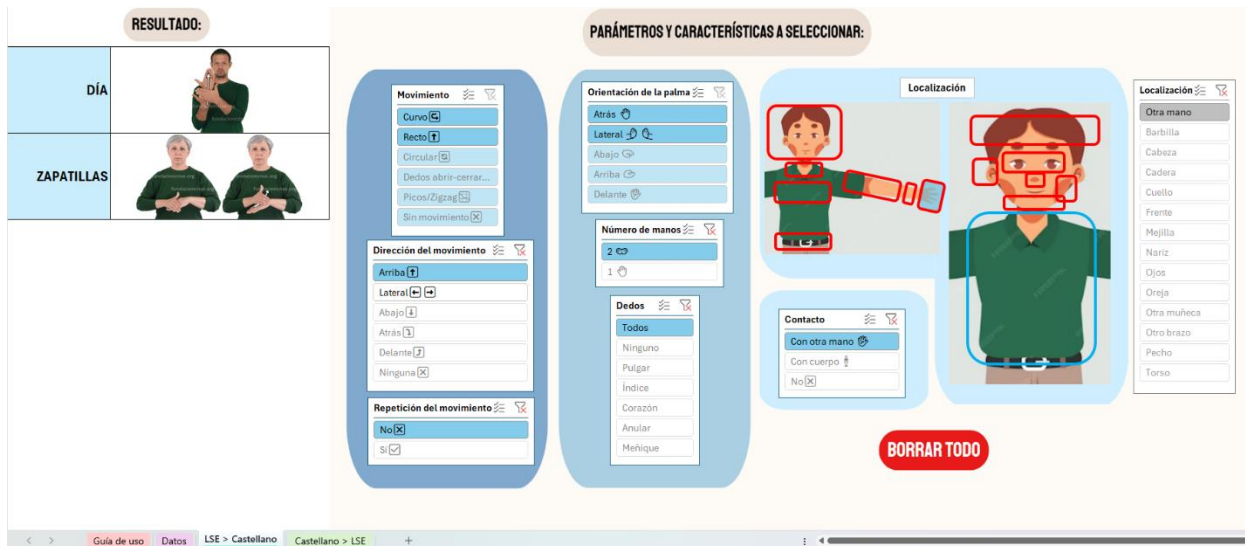 RESULTADO:
DÍA
ZAPATILLAS
PARÁMETROS Y CARACTERÍSTICAS A SELECCIONAR:
Movimiento
Curvo
Recto
Circular
Dedos abrir-cerrar...
Picos/Zigzag
Sin movimiento
Dirección del movimiento
Arriba
Lateral
Abajo
Atrás
Delante
Ninguna
Repetición del movimiento
No
Sí
Orientación de la palma
Atrás
Lateral
Abajo
Arriba
Delante
Número de manos
2
1
Dedos
Todos
Ninguno
Pulgar
Índice
Corazón
Anular
Meñique
Localización
Contacto
Con otra mano
Con cuerpo
No
BORRAR TODO
Localización
Otra mano
Barbilla
Cabeza
Cadera
Cuello
Frente
Mejilla
Nariz
Ojos
Oreja
Otra muñeca
Otro brazo
Pecho
Torso
Guía de uso
Datos
LSE > Castellano
Castellano > LSE